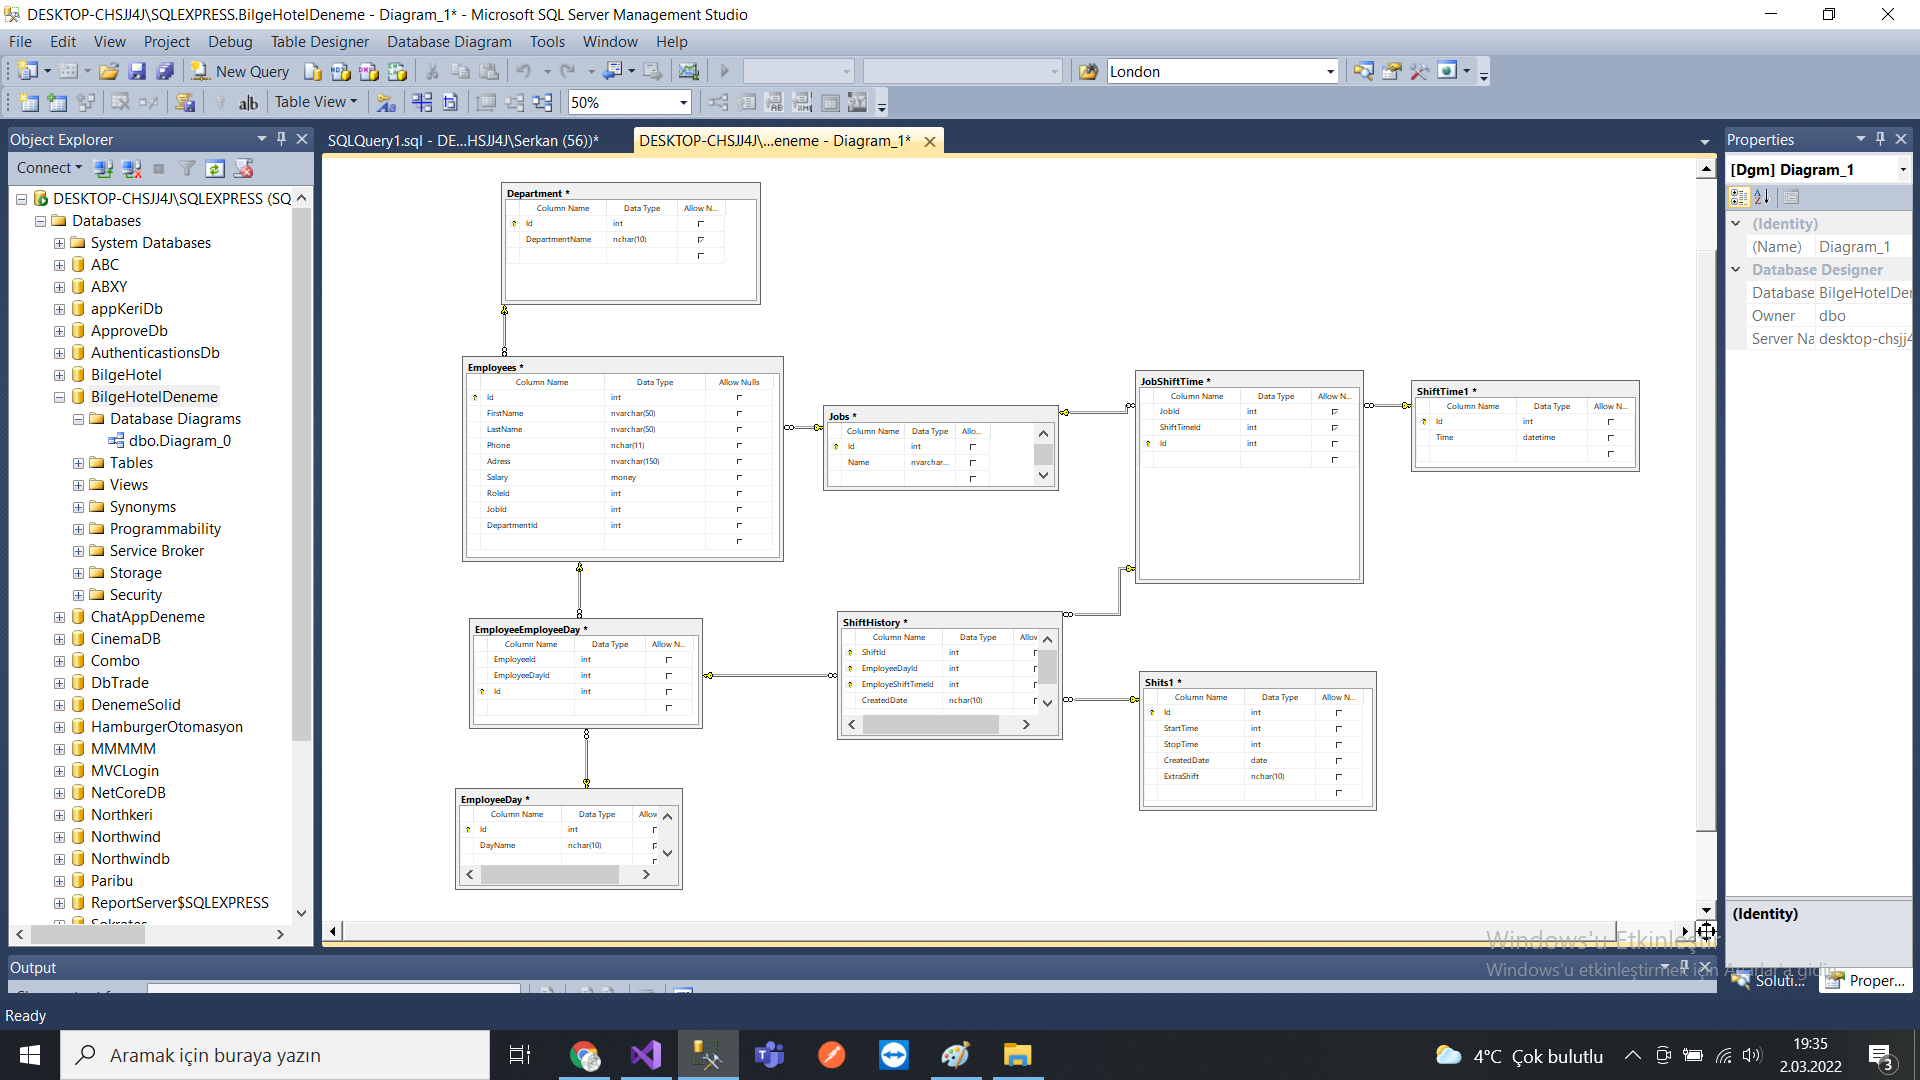 DESKTOP-CHSJJ4J\SQLEXPRESS.BilgeHotelDeneme - Diagram_1* - Microsoft SQL Server Management Studio
File Edit View Project Debug Table Designer Database Diagram Tools Window Help
New Query London
Table View 50%
Object Explorer
Connect
DESKTOP-CHSJJ4J\SQLEXPRESS (SQ
Databases
System Databases
ABC
ABXY
appKeriDb
ApproveDb
AuthenticastionsDb
BilgeHotel
BilgeHotelDeneme
Database Diagrams
dbo.Diagram_0
Tables
Views
Synonyms
Programmability
Service Broker
Storage
Security
ChatAppDeneme
CinemaDB
Combo
DbTrade
DenemeSolid
HamburgerOtomasyon
MMMMM
MVCLogin
NetCoreDB
Northkeri
Northwind
Northwindb
Paribu
ReportServer$SQLEXPRESS
SQLQuery1.sql - DE...HSJJ4J\Serkan (56))*
DESKTOP-CHSJJ4J\...eneme - Diagram_1*
Department *
Column Name Data Type Allow N...
Id int
DepartmentName nchar(10)
Employees *
Column Name Data Type Allow Nulls
Id int
FirstName nvarchar(50)
LastName nvarchar(50)
Phone nchar(11)
Adress nvarchar(150)
Salary money
RoleId int
JobId int
DepartmentId int
Jobs *
Column Name Data Type Allo...
Id int
Name nvarchar...
JobShiftTime *
Column Name Data Type Allow N...
JobId int
ShiftTimeId int
Id int
ShiftTime1 *
Column Name Data Type Allow N...
Id int
Time datetime
EmployeeEmployeeDay *
Column Name Data Type Allow N...
EmployeeId int
EmployeeDayId int
Id int
ShiftHistory *
Column Name Data Type Allow
ShiftId int
EmployeeDayId int
EmployeShiftTimeId int
CreatedDate nchar(10)
Shits1 *
Column Name Data Type Allow N...
Id int
StartTime int
StopTime int
CreatedDate date
ExtraShift nchar(10)
EmployeeDay *
Column Name Data Type Allow
Id int
DayName nchar(10)
Properties
[Dgm] Diagram_1
(Identity)
(Name) Diagram_1
Database Designer
Database BilgeHotelDen
Owner dbo
Server Na desktop-chsjj4
(Identity)
Windows'u Etkinleştir
Windows'u etkinleştirmek için Ayarlar'a gidin
Soluti... Proper...
Output
Ready
Aramak için buraya yazın
4°C Çok bulutlu
19:35
2.03.2022
3